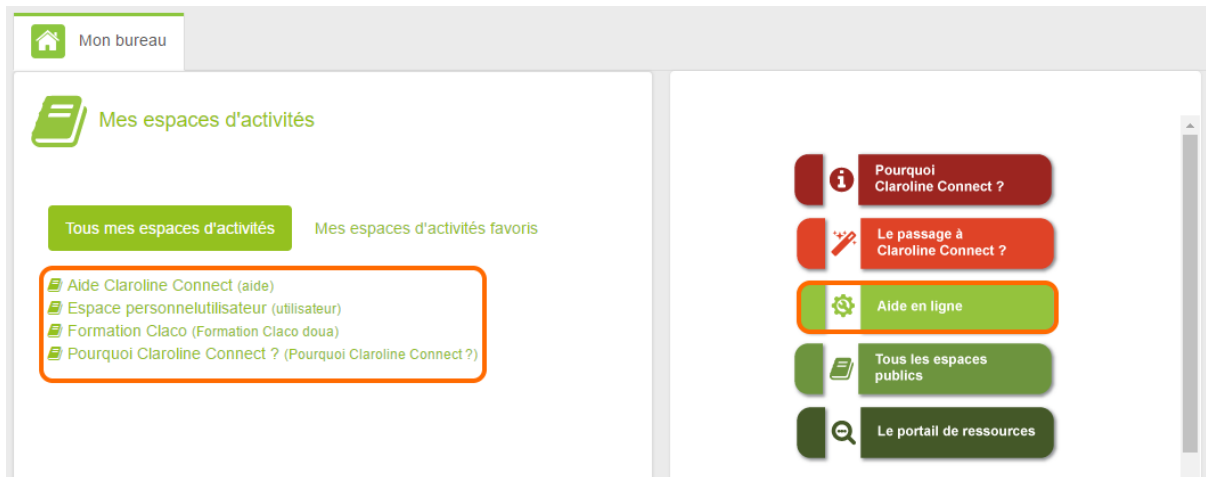 Mon bureau
Mes espaces d'activités
Tous mes espaces d'activités
Mes espaces d'activités favoris
Aide Claroline Connect (aide)
Espace personnelutilisateur (utilisateur)
Formation Claco (Formation Claco doua)
Pourquoi Claroline Connect ? (Pourquoi Claroline Connect ?)
Pourquoi
Claroline Connect ?
Le passage à
Claroline Connect ?
Aide en ligne
Tous les espaces
publics
Le portail de ressources